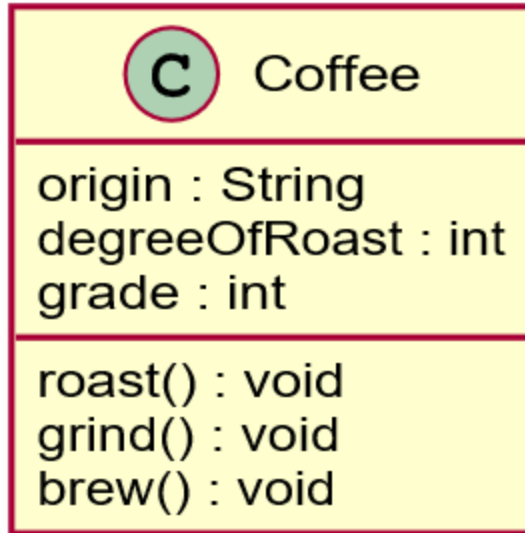 C Coffee
origin : String
degreeOfRoast : int
grade : int
roast() : void
grind() : void
brew() : void